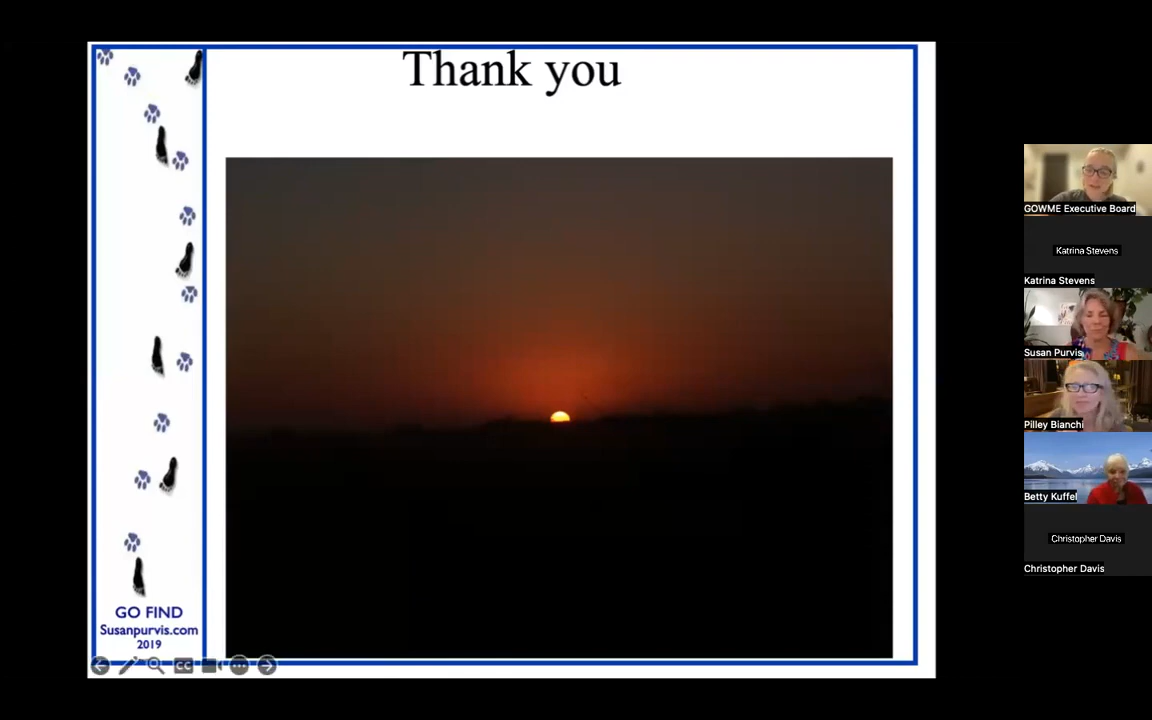 Thank you
GO FIND
Susanpurvis.com
2019
CC
GOWME Executive Board
Katrina Stevens
Katrina Stevens
Susan Purvis
Pilley Bianchi
Betty Kuffel
Christopher Davis
Christopher Davis